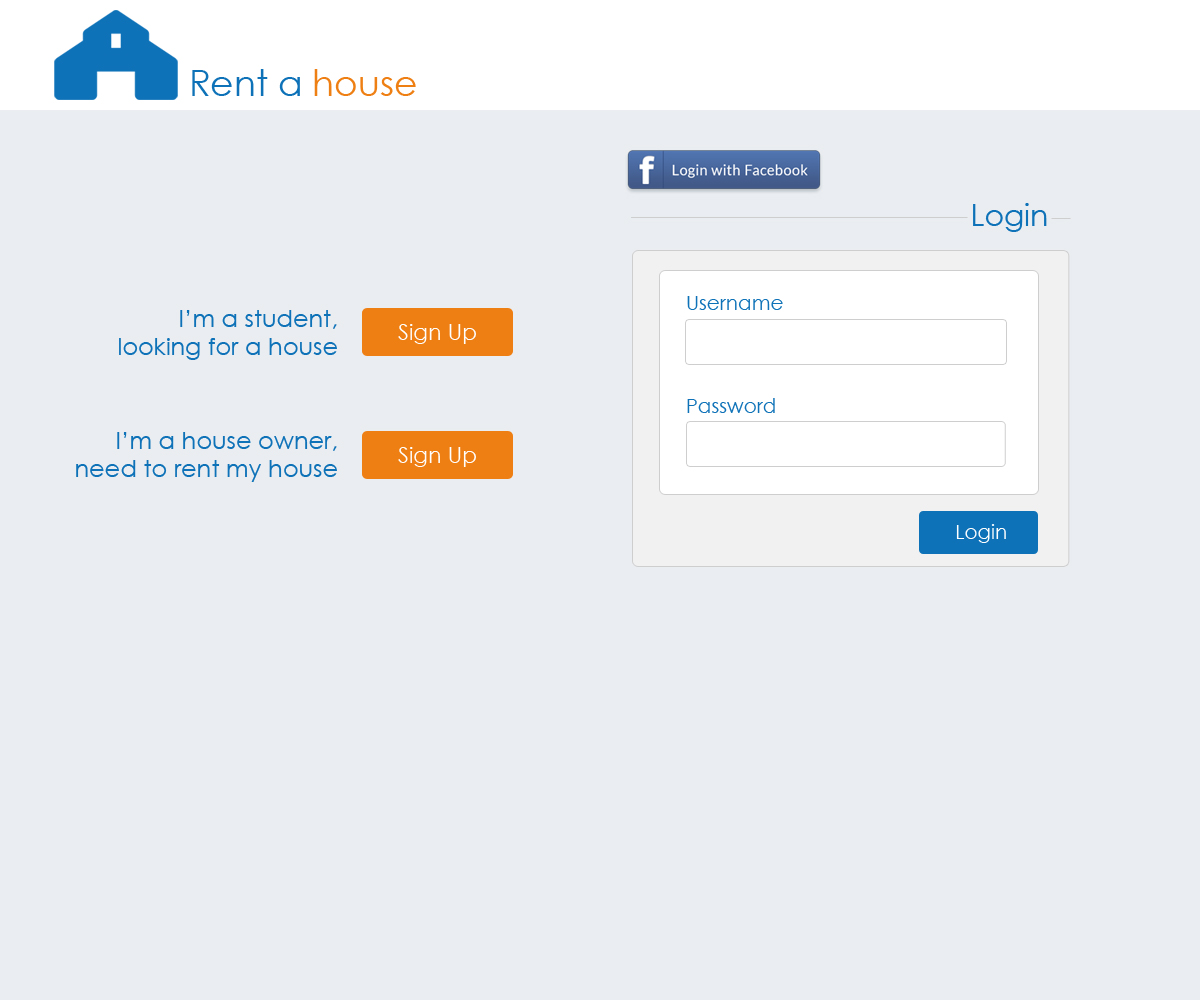 Rent a house
Login with Facebook
Login
I’m a student,
looking for a house
Sign Up
I’m a house owner,
need to rent my house
Sign Up
Username
Password
Login